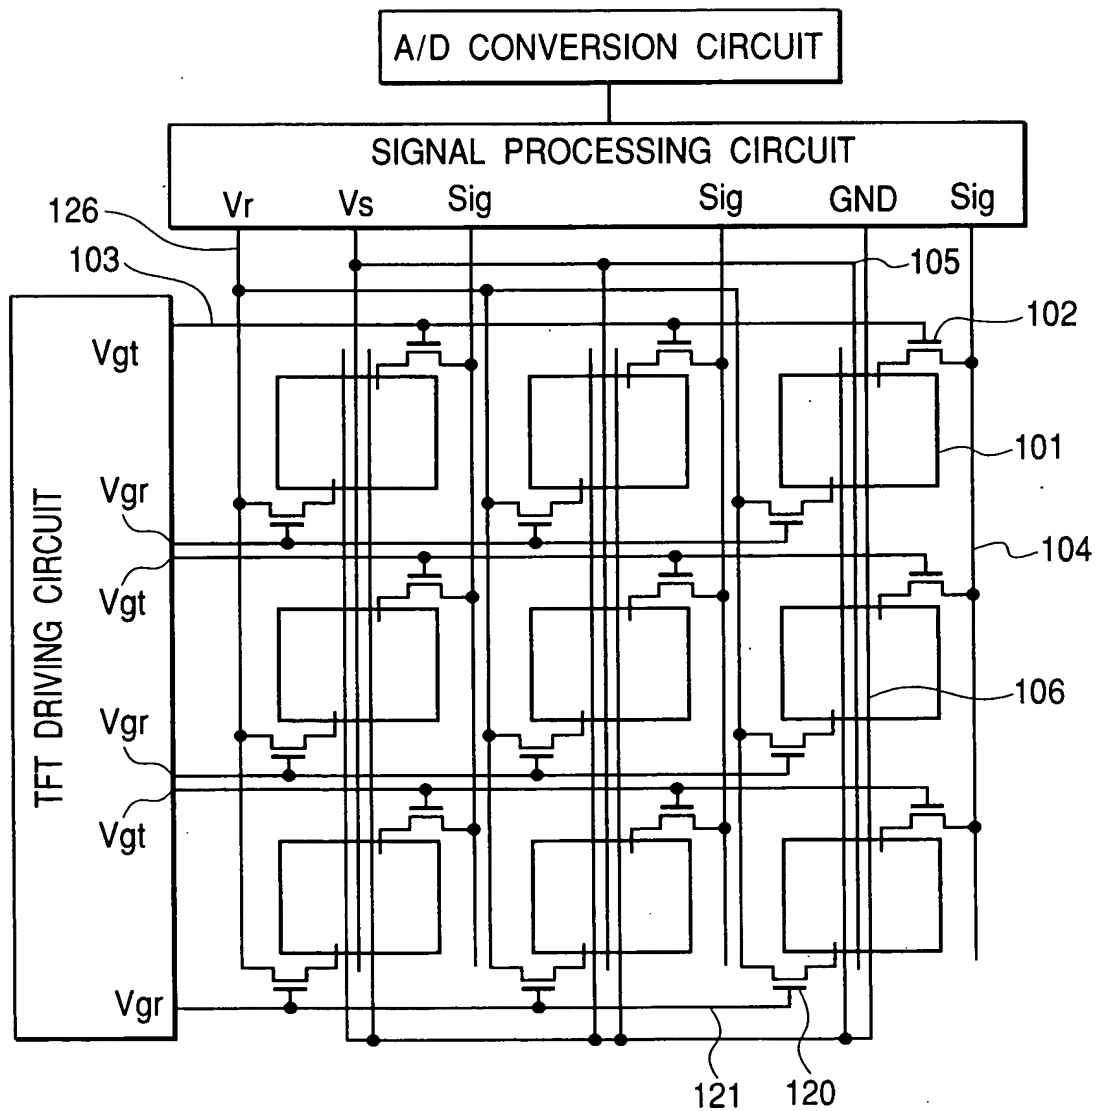 A/D CONVERSION CIRCUIT
SIGNAL PROCESSING CIRCUIT
Vr Vs Sig Sig GND Sig
126
103
105
102
Vgt
101
Vgr
104
Vgt
106
Vgr
Vgt
Vgr
TFT DRIVING CIRCUIT
121 120